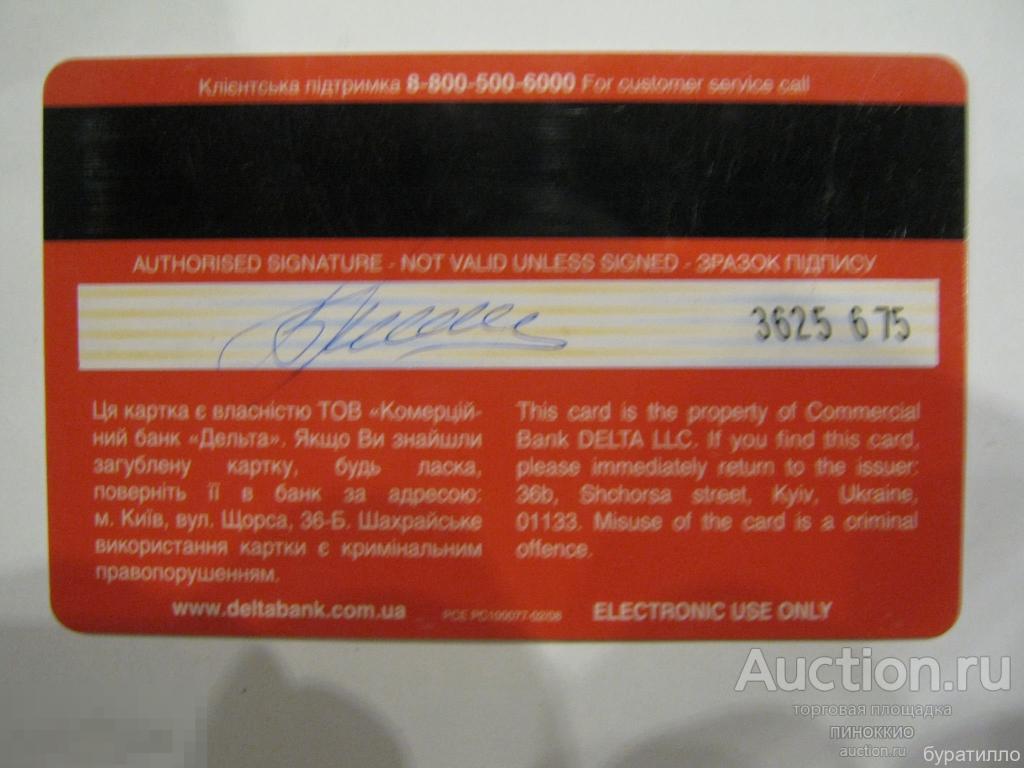 Клієнтська підтримка 8-800-500-6000 For customer service call
AUTHORISED SIGNATURE - NOT VALID UNLESS SIGNED - ЗРАЗОК ПІДПИСУ
3625 675
Ця картка є власністю ТОВ «Комерцій-
ний банк «Дельта». Якщо Ви знайшли
загублену картку, будь ласка,
поверніть її в банк за адресою:
м. Київ, вул. Щорса, 36-Б. Шахрайське
використання картки є кримінальним
правопорушенням.
This card is the property of Commercial
Bank DELTA LLC. If you find this card,
please immediately return to the issuer:
36b, Shchorsa street, Kyiv, Ukraine,
01133. Misuse of the card is a criminal
offence.
www.deltabank.com.ua PCE PC100077-02/08 ELECTRONIC USE ONLY
Auction.ru
торговая площадка
пиноккио
auction.ru
буратилло